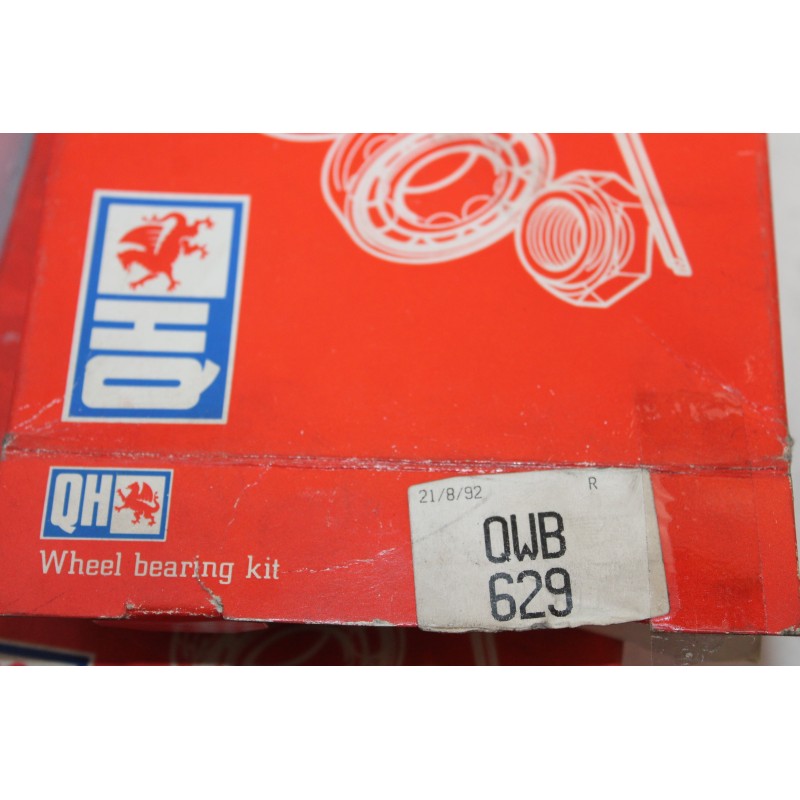 QH
QH
Wheel bearing kit
21/8/92 R
QWB
629